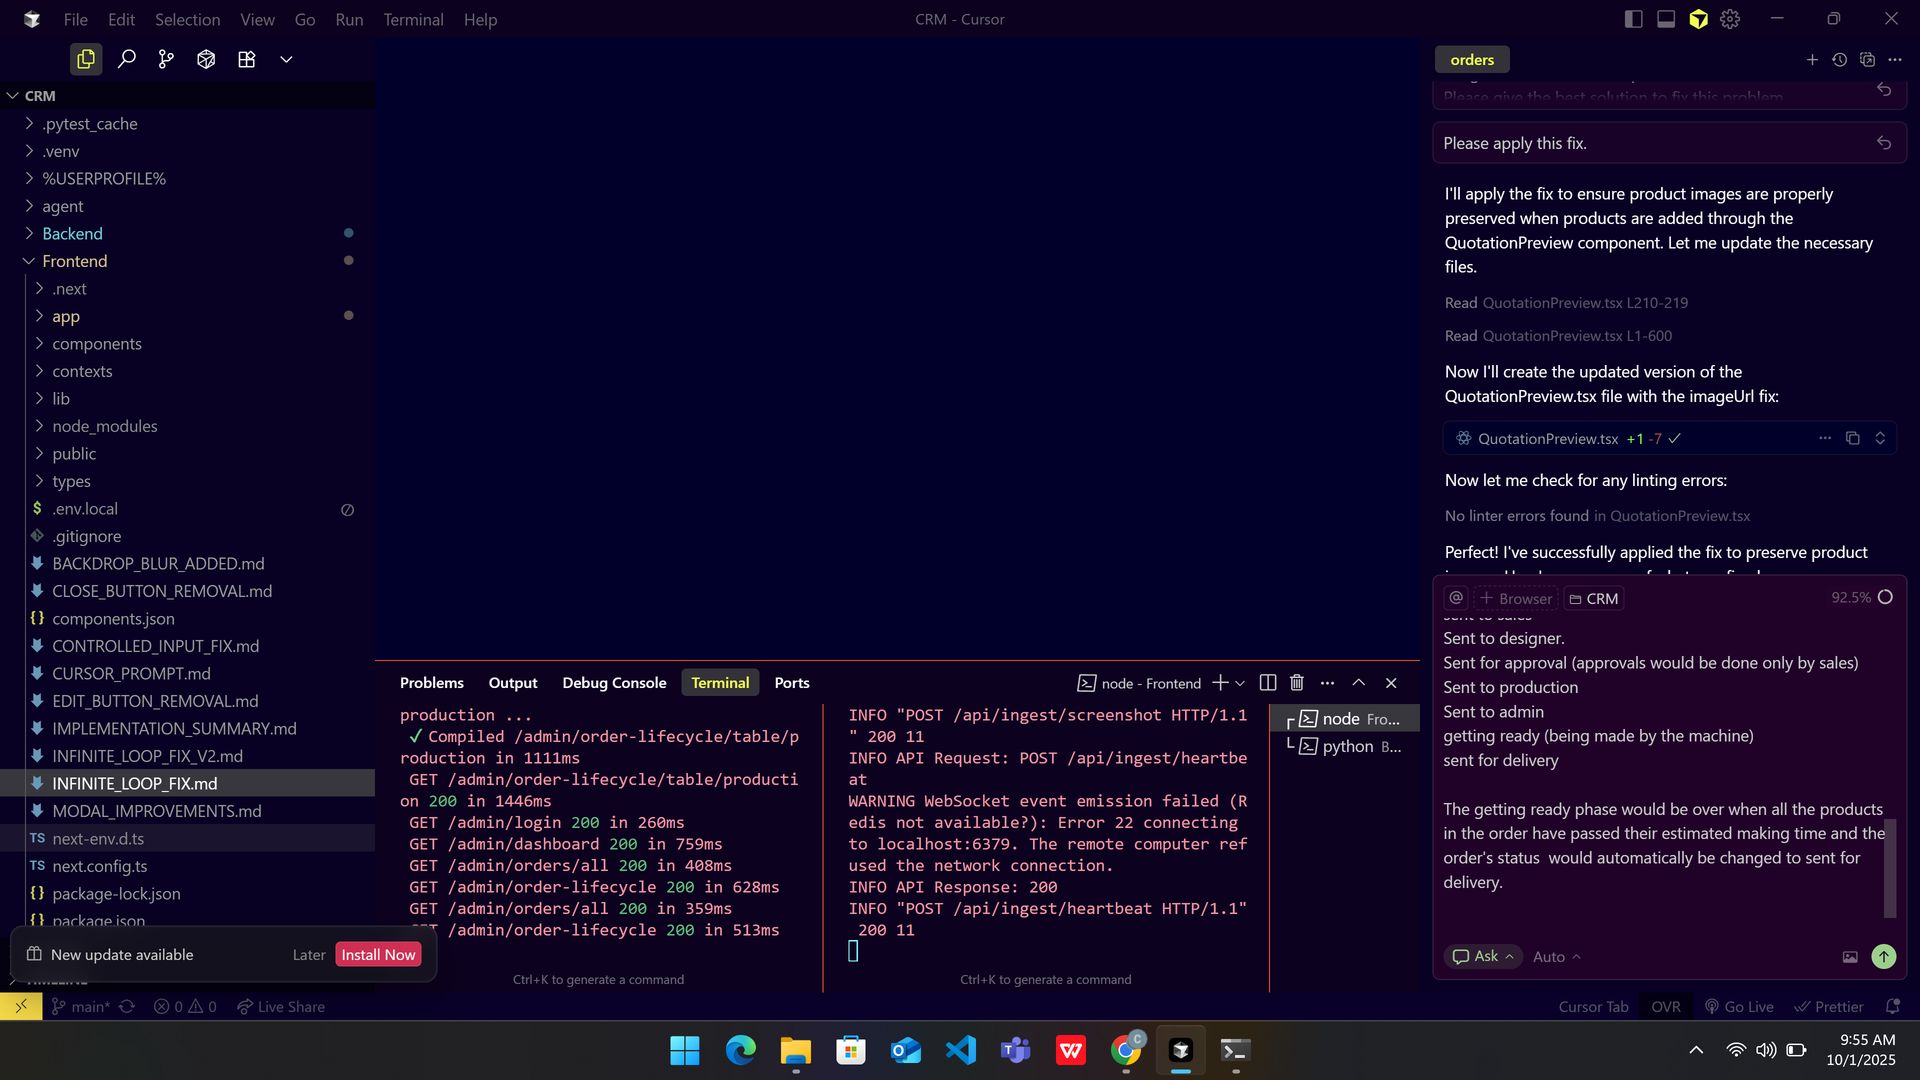 File Edit Selection View Go Run Terminal Help
CRM - Cursor
CRM
.pytest_cache
.venv
%USERPROFILE%
agent
Backend
Frontend
.next
app
components
contexts
lib
node_modules
public
types
$ .env.local
.gitignore
BACKDROP_BLUR_ADDED.md
CLOSE_BUTTON_REMOVAL.md
{} components.json
CONTROLLED_INPUT_FIX.md
CURSOR_PROMPT.md
EDIT_BUTTON_REMOVAL.md
IMPLEMENTATION_SUMMARY.md
INFINITE_LOOP_FIX_V2.md
INFINITE_LOOP_FIX.md
MODAL_IMPROVEMENTS.md
TS next-env.d.ts
TS next.config.ts
{} package-lock.json
{} package.json
New update available Later Install Now
TIMELINE
Problems Output Debug Console Terminal Ports
node - Frontend
production ...
✓ Compiled /admin/order-lifecycle/table/p
roduction in 1111ms
GET /admin/order-lifecycle/table/producti
on 200 in 1446ms
GET /admin/login 200 in 260ms
GET /admin/dashboard 200 in 759ms
GET /admin/orders/all 200 in 408ms
GET /admin/order-lifecycle 200 in 628ms
GET /admin/orders/all 200 in 359ms
GET /admin/order-lifecycle 200 in 513ms
Ctrl+K to generate a command
INFO "POST /api/ingest/screenshot HTTP/1.1
" 200 11
INFO API Request: POST /api/ingest/heartbe
at
WARNING WebSocket event emission failed (R
edis not available?): Error 22 connecting
to localhost:6379. The remote computer ref
used the network connection.
INFO API Response: 200
INFO "POST /api/ingest/heartbeat HTTP/1.1"
200 11
Ctrl+K to generate a command
node Fro...
python B...
orders
Please give the best solution to fix this problem
Please apply this fix.
I'll apply the fix to ensure product images are properly
preserved when products are added through the
QuotationPreview component. Let me update the necessary
files.
Read QuotationPreview.tsx L210-219
Read QuotationPreview.tsx L1-600
Now I'll create the updated version of the
QuotationPreview.tsx file with the imageUrl fix:
QuotationPreview.tsx +1 -7
Now let me check for any linting errors:
No linter errors found in QuotationPreview.tsx
Perfect! I've successfully applied the fix to preserve product
@ + Browser CRM 92.5%
Sent to sales
Sent to designer.
Sent for approval (approvals would be done only by sales)
Sent to production
Sent to admin
getting ready (being made by the machine)
sent for delivery
The getting ready phase would be over when all the products
in the order have passed their estimated making time and the
order's status would automatically be changed to sent for
delivery.
Ask Auto
main* 0 0 Live Share
Cursor Tab OVR Go Live Prettier
9:55 AM
10/1/2025